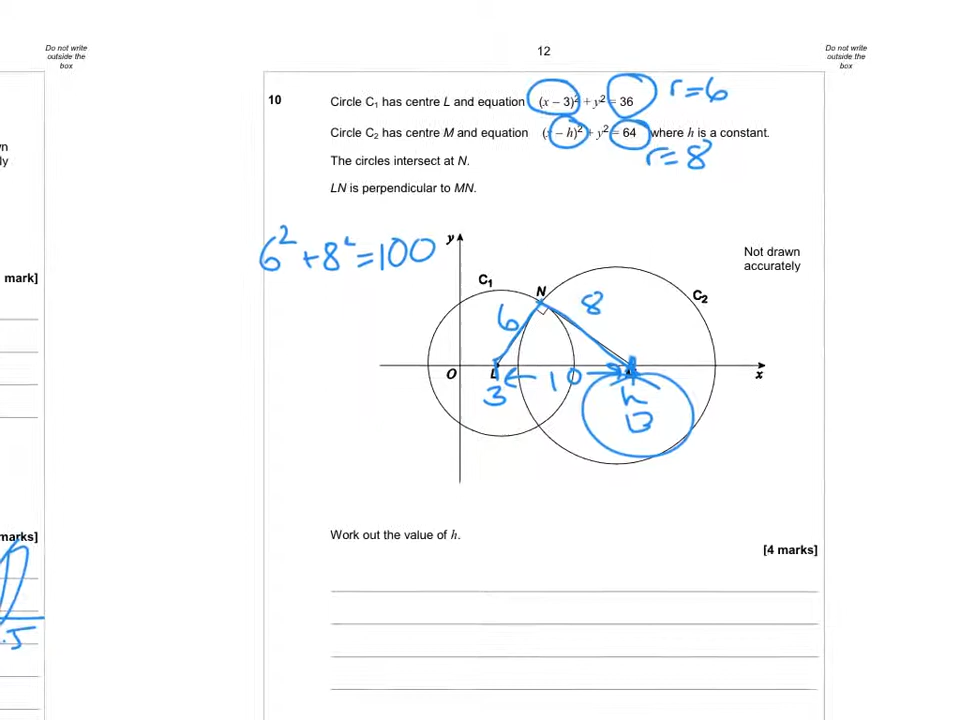 Do not write
outside the
box
12
Do not write
outside the
box
10
Circle C₁ has centre L and equation (x – 3)² + y² = 36 r=6
Circle C₂ has centre M and equation (x – h)² + y² = 64 where h is a constant.
r=8
The circles intersect at N.
LN is perpendicular to MN.
6² + 8² = 100
mark]
y
Not drawn
accurately
C₁
N
8
C₂
6
O
L
10
x
3
h
13
Work out the value of h.
marks]
[4 marks]
.5